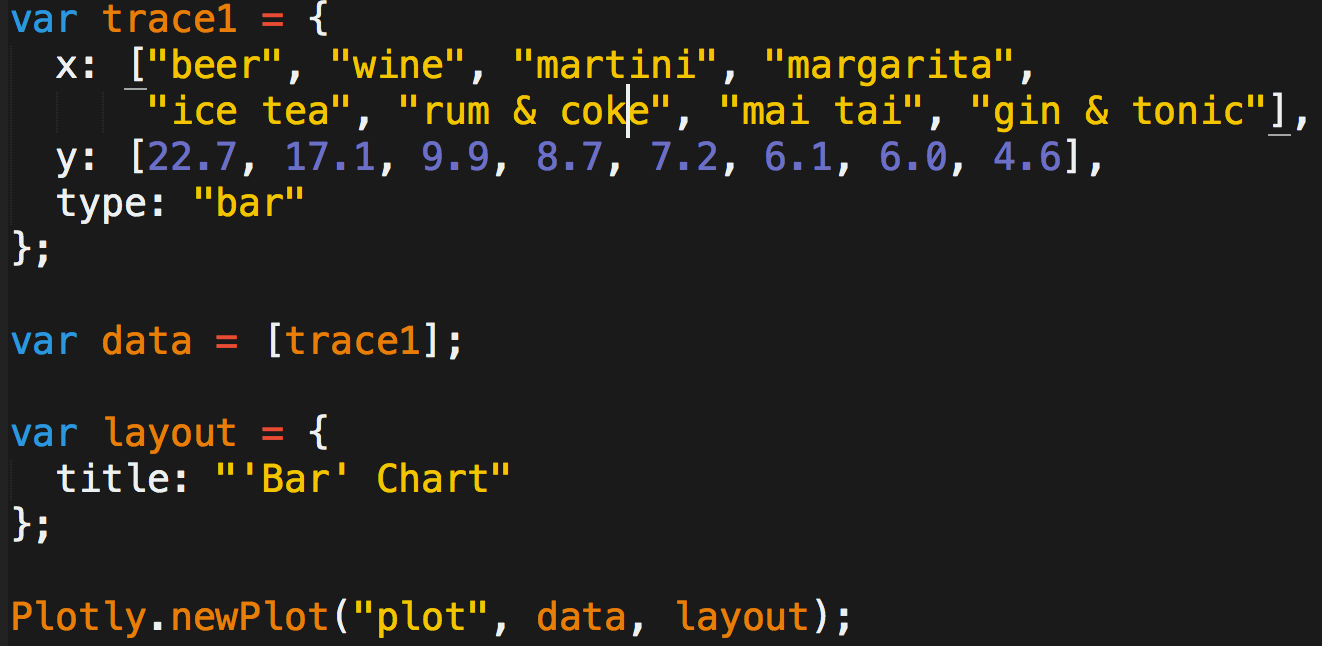 var trace1 = {
  x: ["beer", "wine", "martini", "margarita",
      "ice tea", "rum & coke", "mai tai", "gin & tonic"],
  y: [22.7, 17.1, 9.9, 8.7, 7.2, 6.1, 6.0, 4.6],
  type: "bar"
};

var data = [trace1];

var layout = {
  title: "'Bar' Chart"
};

Plotly.newPlot("plot", data, layout);